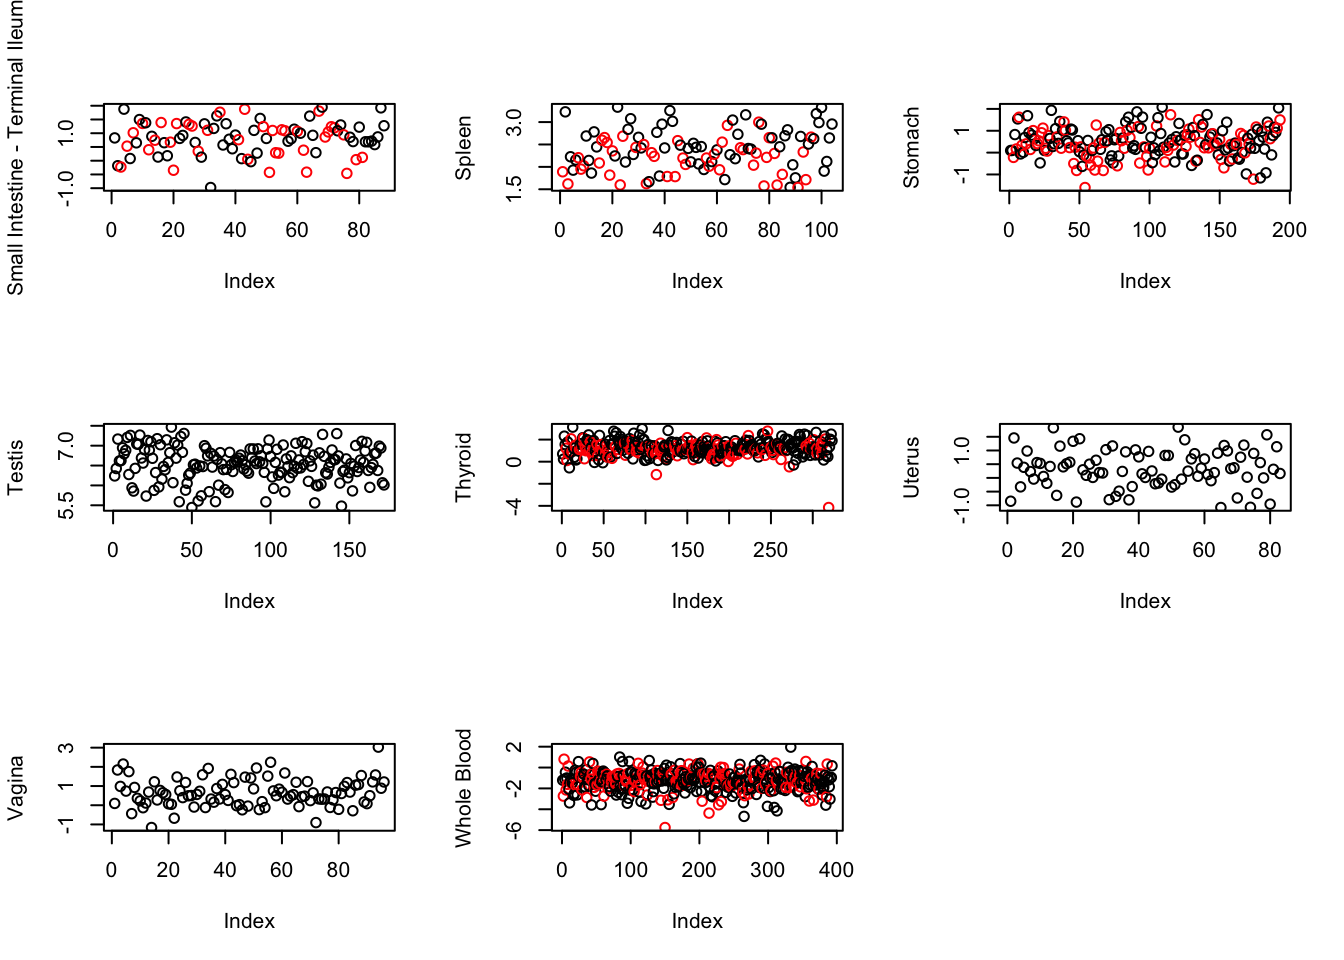 Small Intestine - Terminal Ileum
-1.0 1.0
0 20 40 60 80
Index
Spleen
1.5 3.0
0 20 40 60 80 100
Index
Stomach
-1 1
0 50 100 150 200
Index
Testis
5.5 7.0
0 50 100 150
Index
Thyroid
-4 0
0 50 150 250
Index
Uterus
-1.0 1.0
0 20 40 60 80
Index
Vagina
-1 1 3
0 20 40 60 80
Index
Whole Blood
-6 -2 2
0 100 200 300 400
Index